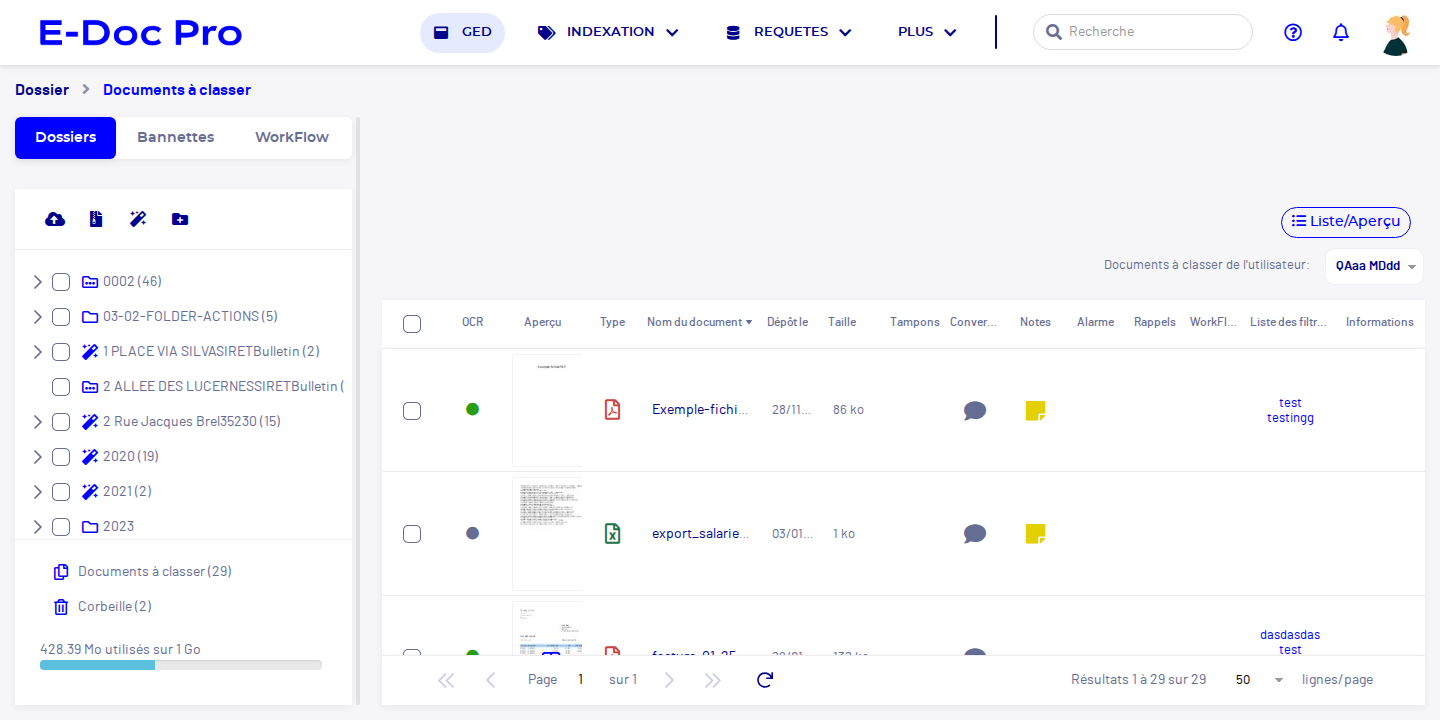 E-Doc Pro
GED
INDEXATION
REQUETES
PLUS
Recherche
Dossier
Documents à classer
Dossiers
Bannettes
WorkFlow
Liste/Aperçu
Documents à classer de l'utilisateur:
QAaa MDdd
0002 (46)
03-02-FOLDER-ACTIONS (5)
1 PLACE VIA SILVASIRETBulletin (2)
2 ALLEE DES LUCERNESSIRETBulletin (
2 Rue Jacques Brel35230 (15)
2020 (19)
2021 (2)
2023
Documents à classer (29)
Corbeille (2)
428.39 Mo utilisés sur 1 Go
OCR Aperçu Type Nom du document Dépôt le Taille Tampons Conver... Notes Alarme Rappels WorkFl... Liste des filtr... Informations
Exemple-fichi... 28/11... 86 ko
test
testingg
export_salarie... 03/01... 1 ko
dasdasdas
test
Page 1 sur 1
Résultats 1 à 29 sur 29
50 lignes/page